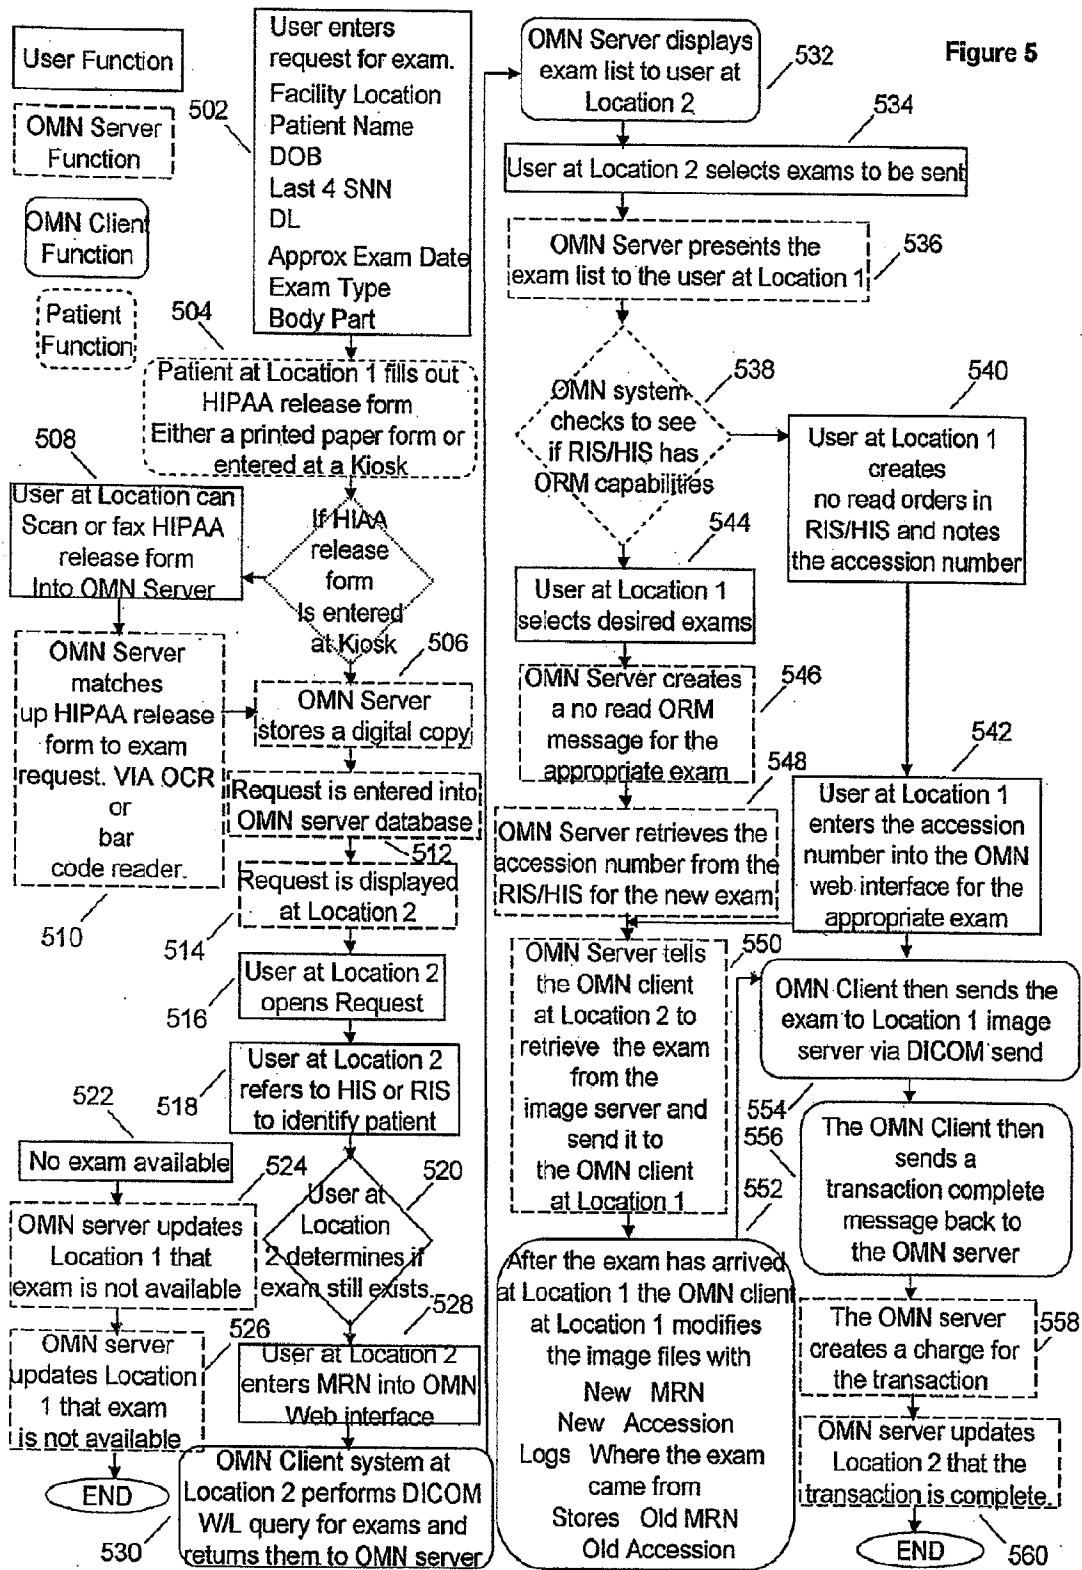 Figure 5
User Function
OMN Server
Function
OMN Client
Function
Patient
Function
502
User enters
request for exam.
Facility Location
Patient Name
DOB
Last 4 SNN
DL
Approx Exam Date
Exam Type
Body Part
504
Patient at Location 1 fills out
HIPAA release form
Either a printed paper form or
entered at a Kiosk
508
User at Location can
Scan or fax HIPAA
release form
Into OMN Server
If HIAA
release
form
Is entered
at Kiosk
506
OMN Server
matches
up HIPAA release
form to exam
request. VIA OCR
or
bar
code reader.
510
OMN Server
stores a digital copy
Request is entered into
OMN server database
512
Request is displayed
at Location 2
514
User at Location 2
opens Request
516
User at Location 2
refers to HIS or RIS
to identify patient
518
522
No exam available
524
520
User at
Location
2 determines if
exam still exists.
OMN server updates
Location 1 that
exam is not available
526
528
OMN server
updates Location
1 that exam
is not available
END
User at Location 2
enters MRN into OMN
Web interface
OMN Client system at
Location 2 performs DICOM
W/L query for exams and
returns them to OMN server
530
OMN Server displays
exam list to user at
Location 2
532
534
User at Location 2 selects exams to be sent
OMN Server presents the
exam list to the user at Location 1
536
OMN system
checks to see
if RIS/HIS has
ORM capabilities
538
540
User at Location 1
creates
no read orders in
RIS/HIS and notes
the accession number
544
User at Location 1
selects desired exams
OMN Server creates
a no read ORM
message for the
appropriate exam
546
548
OMN Server retrieves the
accession number from the
RIS/HIS for the new exam
542
User at Location 1
enters the accession
number into the OMN
web interface for the
appropriate exam
550
OMN Server tells
the OMN client
at Location 2 to
retrieve the exam
from the
image server and
send it to
the OMN client
at Location 1
552
After the exam has arrived
at Location 1 the OMN client
at Location 1 modifies
the image files with
New MRN
New Accession
Logs Where the exam
came from
Stores Old MRN
Old Accession
OMN Client then sends the
exam to Location 1 image
server via DICOM send
554
556
The OMN Client then
sends a
transaction complete
message back to
the OMN server
The OMN server
creates a charge for
the transaction
558
OMN server updates
Location 2 that the
transaction is complete.
END
560